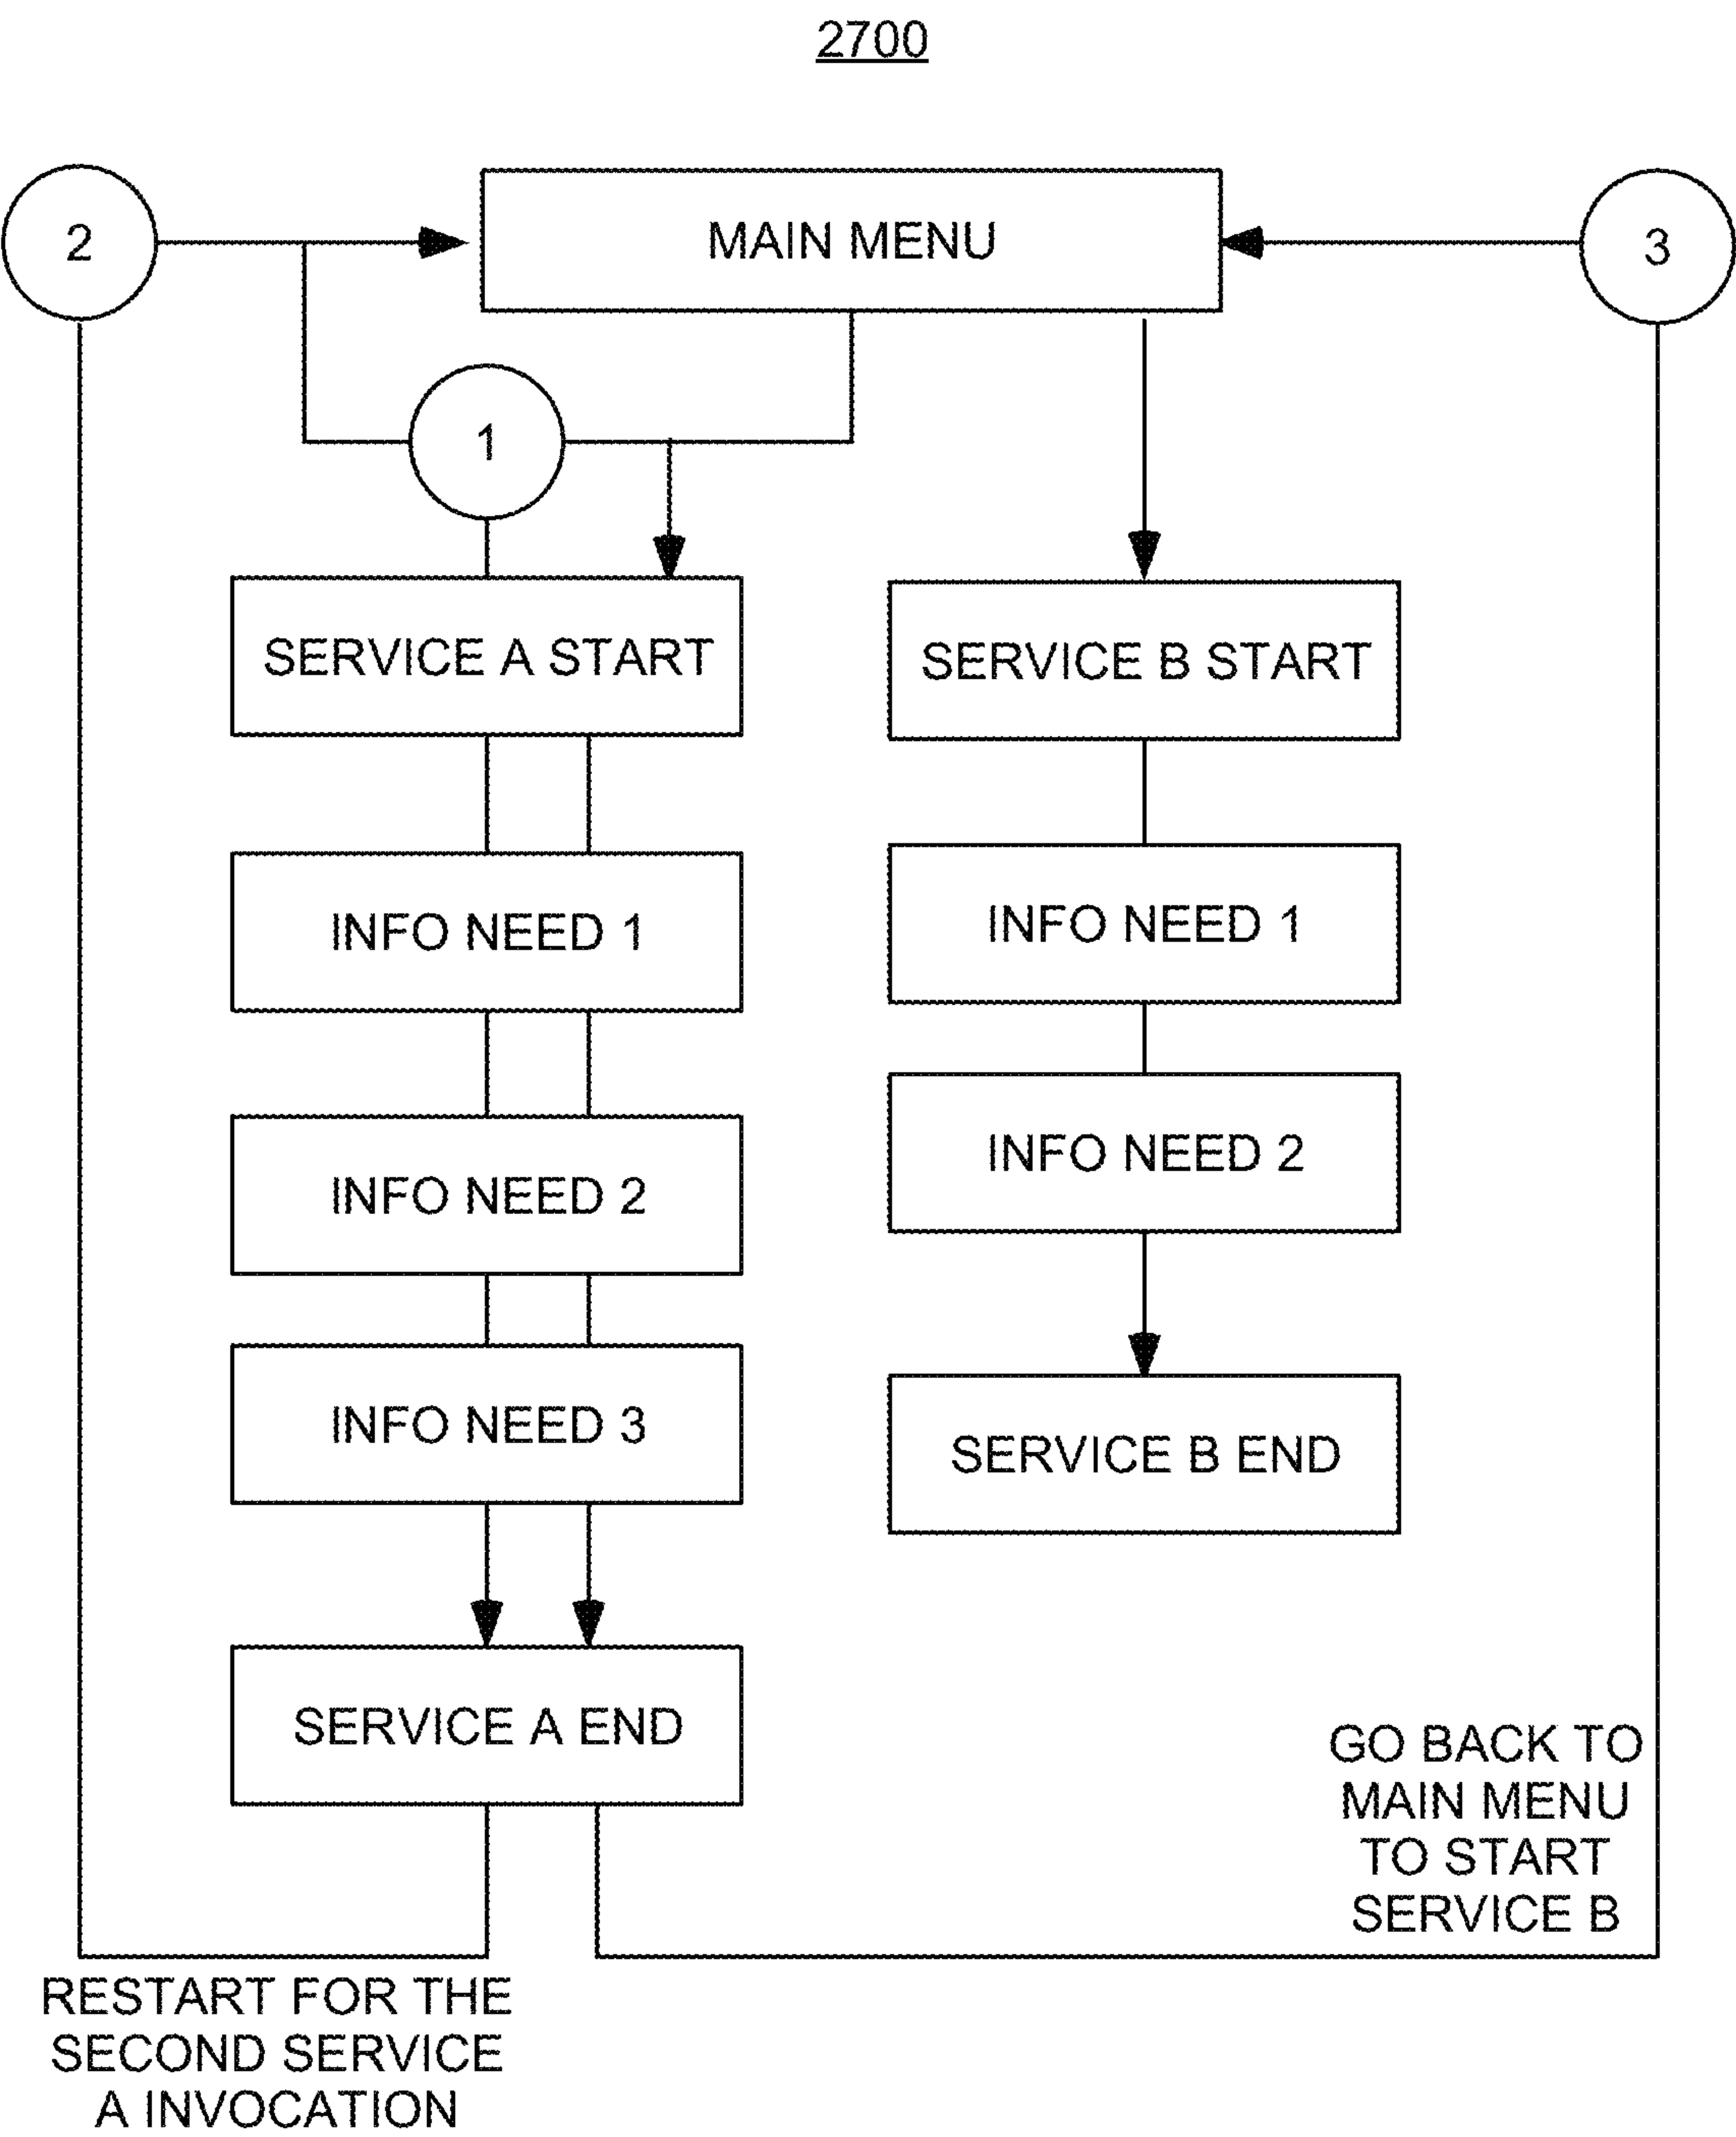 2700
2
MAIN MENU
3
1
SERVICE A START
SERVICE B START
INFO NEED 1
INFO NEED 1
INFO NEED 2
INFO NEED 2
INFO NEED 3
SERVICE B END
SERVICE A END
GO BACK TO
MAIN MENU
TO START
SERVICE B
RESTART FOR THE
SECOND SERVICE
A INVOCATION